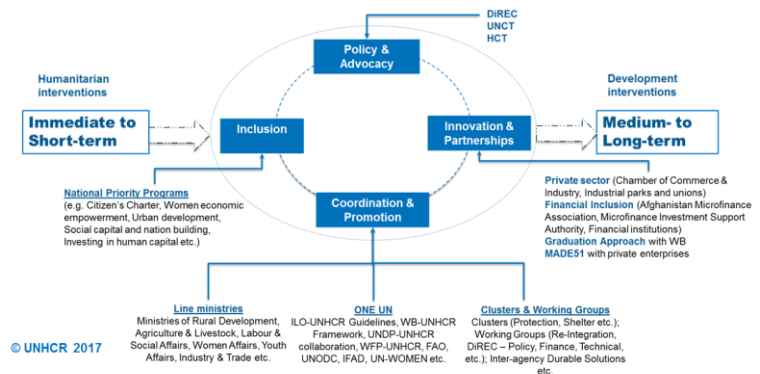 DiREC
UNCT
HCT
Policy &
Advocacy
Humanitarian
interventions
Development
interventions
Immediate to
Short-term
Inclusion
Innovation &
Partnerships
Medium- to
Long-term
National Priority Programs
(e.g. Citizen's Charter, Women economic
empowerment, Urban development,
Social capital and nation building,
Investing in human capital etc.)
Private sector (Chamber of Commerce &
Industry, Industrial parks and unions)
Financial Inclusion (Afghanistan Microfinance
Association, Microfinance Investment Support
Authority, Financial institutions)
Graduation Approach with WB
MADE51 with private enterprises
Coordination &
Promotion
Line ministries
Ministries of Rural Development,
Agriculture & Livestock, Labour &
Social Affairs, Women Affairs, Youth
Affairs, Industry & Trade etc.
ONE UN
ILO-UNHCR Guidelines, WB-UNHCR
Framework, UNDP-UNHCR
collaboration, WFP-UNHCR, FAO,
UNODC, IFAD, UN-WOMEN etc.
Clusters & Working Groups
Clusters (Protection, Shelter etc.);
Working Groups (Re-Integration,
DiREC – Policy, Finance, Technical,
etc.); Inter-agency Durable Solutions
etc.
© UNHCR 2017